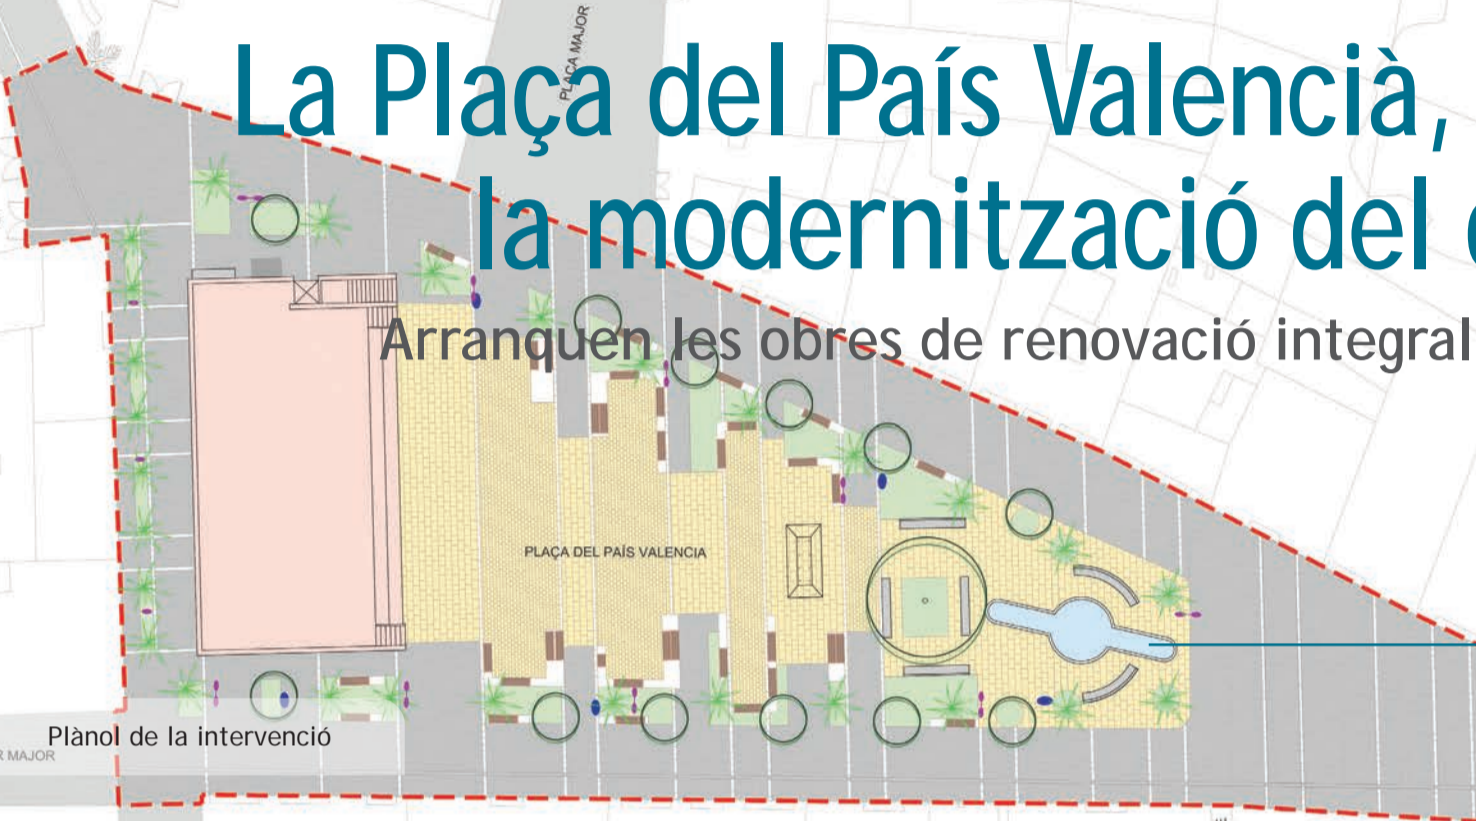 PLAÇA MAJOR
La Plaça del País Valencià,
la modernització del
Arranquen les obres de renovació integral
PLAÇA DEL PAÍS VALENCIA
Plànol de la intervenció
R MAJOR